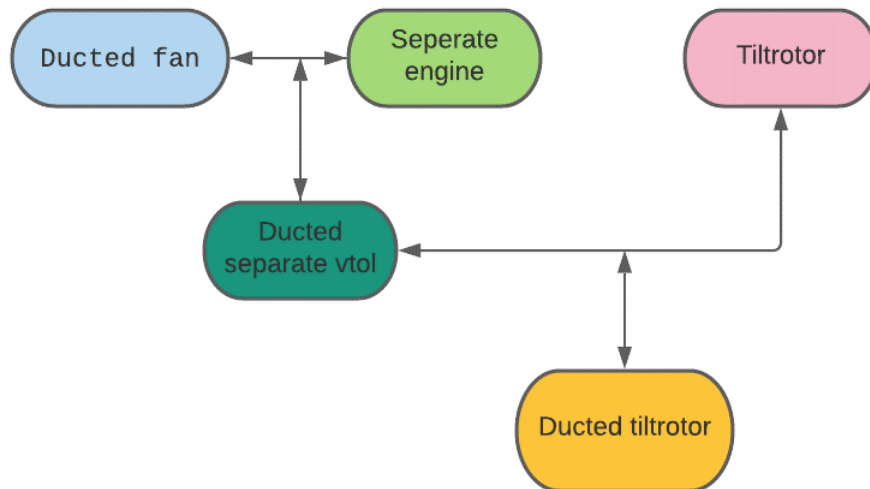 Ducted fan
Seperate
engine
Tiltrotor
Ducted
separate vtol
Ducted tiltrotor